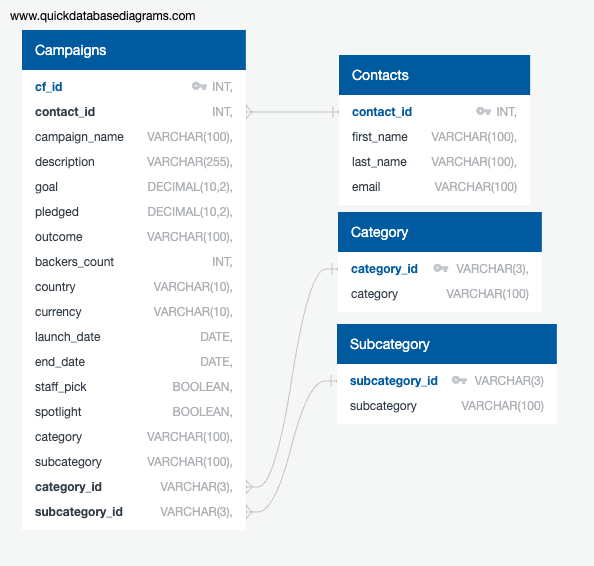 www.quickdatabasediagrams.com
Campaigns
cf_id INT,
contact_id INT,
campaign_name VARCHAR(100),
description VARCHAR(255),
goal DECIMAL(10,2),
pledged DECIMAL(10,2),
outcome VARCHAR(100),
backers_count INT,
country VARCHAR(10),
currency VARCHAR(10),
launch_date DATE,
end_date DATE,
staff_pick BOOLEAN,
spotlight BOOLEAN,
category VARCHAR(100),
subcategory VARCHAR(100),
category_id VARCHAR(3),
subcategory_id VARCHAR(3),
Contacts
contact_id INT,
first_name VARCHAR(100),
last_name VARCHAR(100),
email VARCHAR(100)
Category
category_id VARCHAR(3),
category VARCHAR(100)
Subcategory
subcategory_id VARCHAR(3)
subcategory VARCHAR(100)